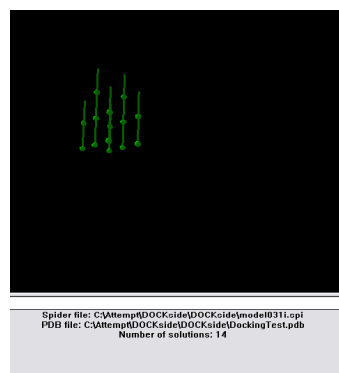 Spider file: C:\Attempt\DOCKside\DOCKside\model031i.spi
PDB file: C:\Attempt\DOCKside\DOCKside\DockingTest.pdb
Number of solutions: 14